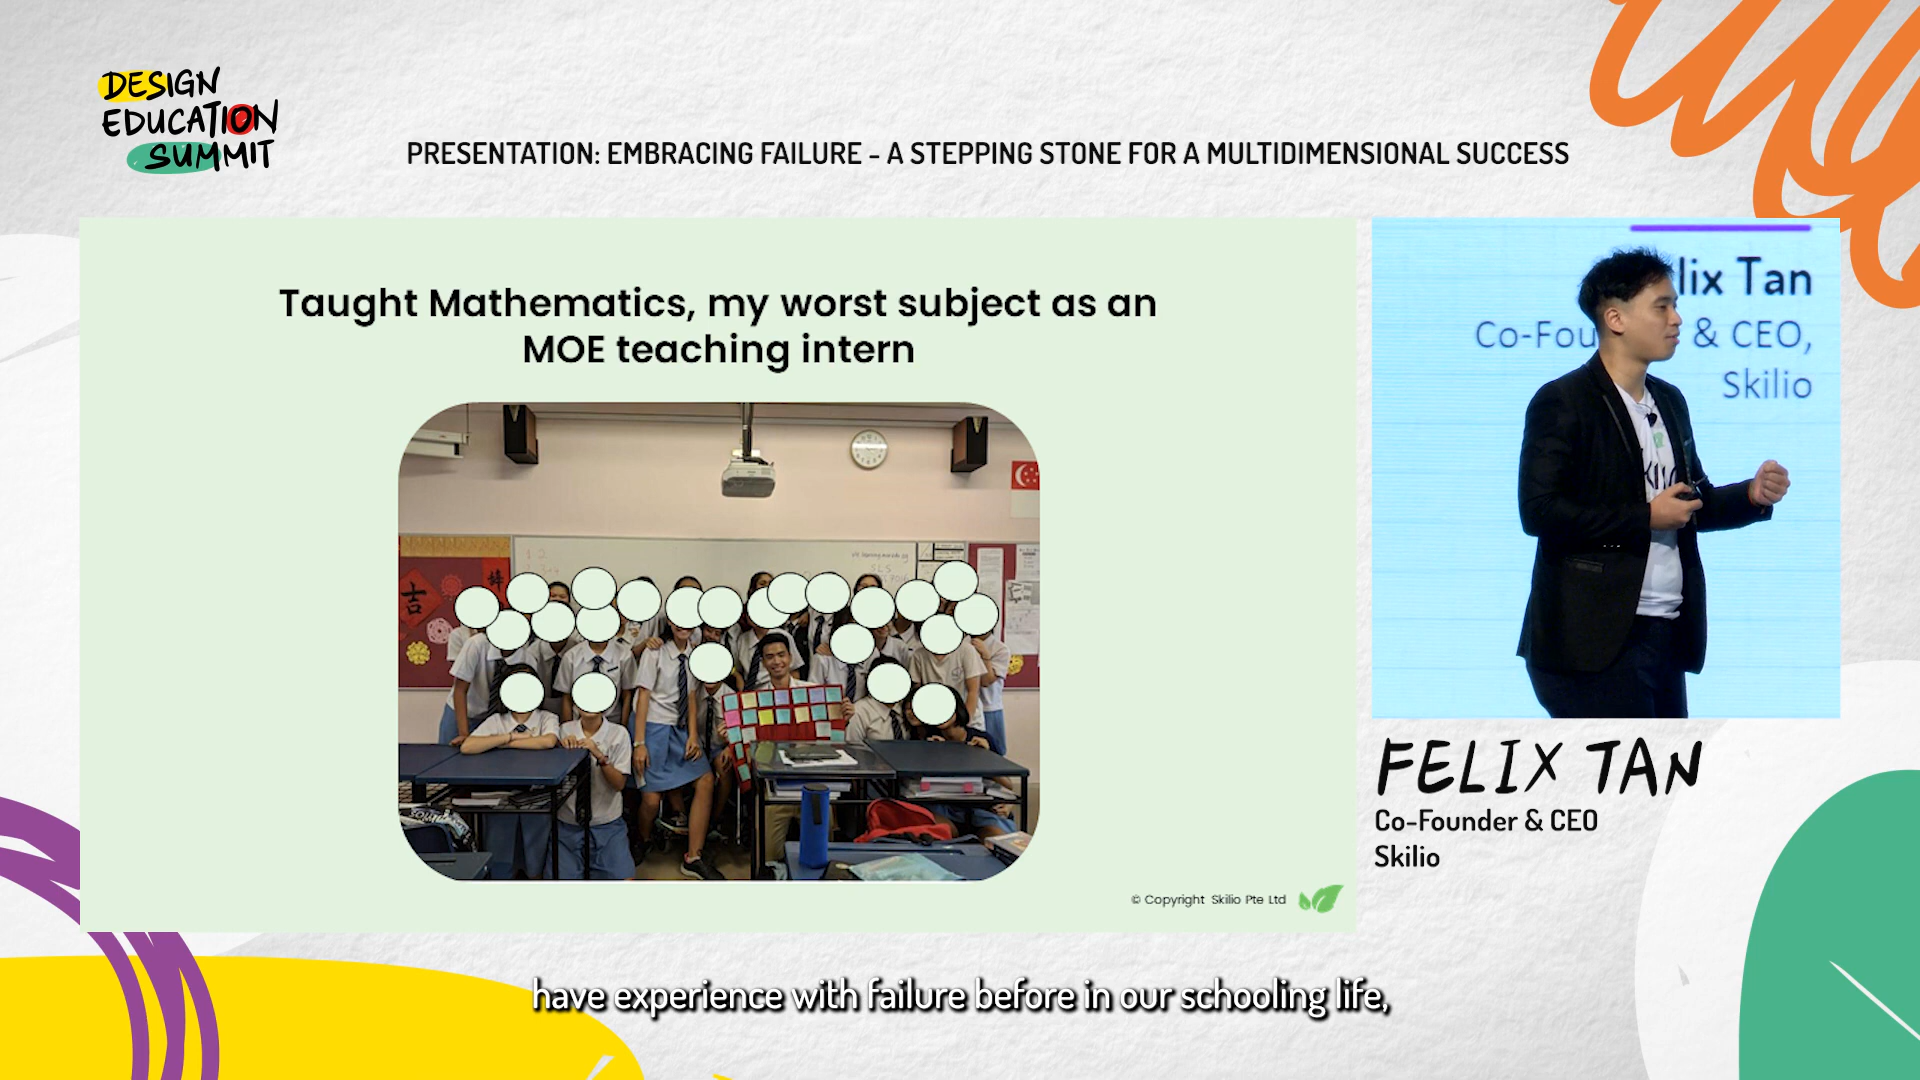 DESIGN
EDUCATION
SUMMIT
PRESENTATION: EMBRACING FAILURE - A STEPPING STONE FOR A MULTIDIMENSIONAL SUCCESS
Taught Mathematics, my worst subject as an
MOE teaching intern
吉
© Copyright Skilio Pte Ltd
lix Tan
Co-Fou & CEO,
Skilio
FELIX TAN
Co-Founder & CEO
Skilio
have experience with failure before in our schooling life,